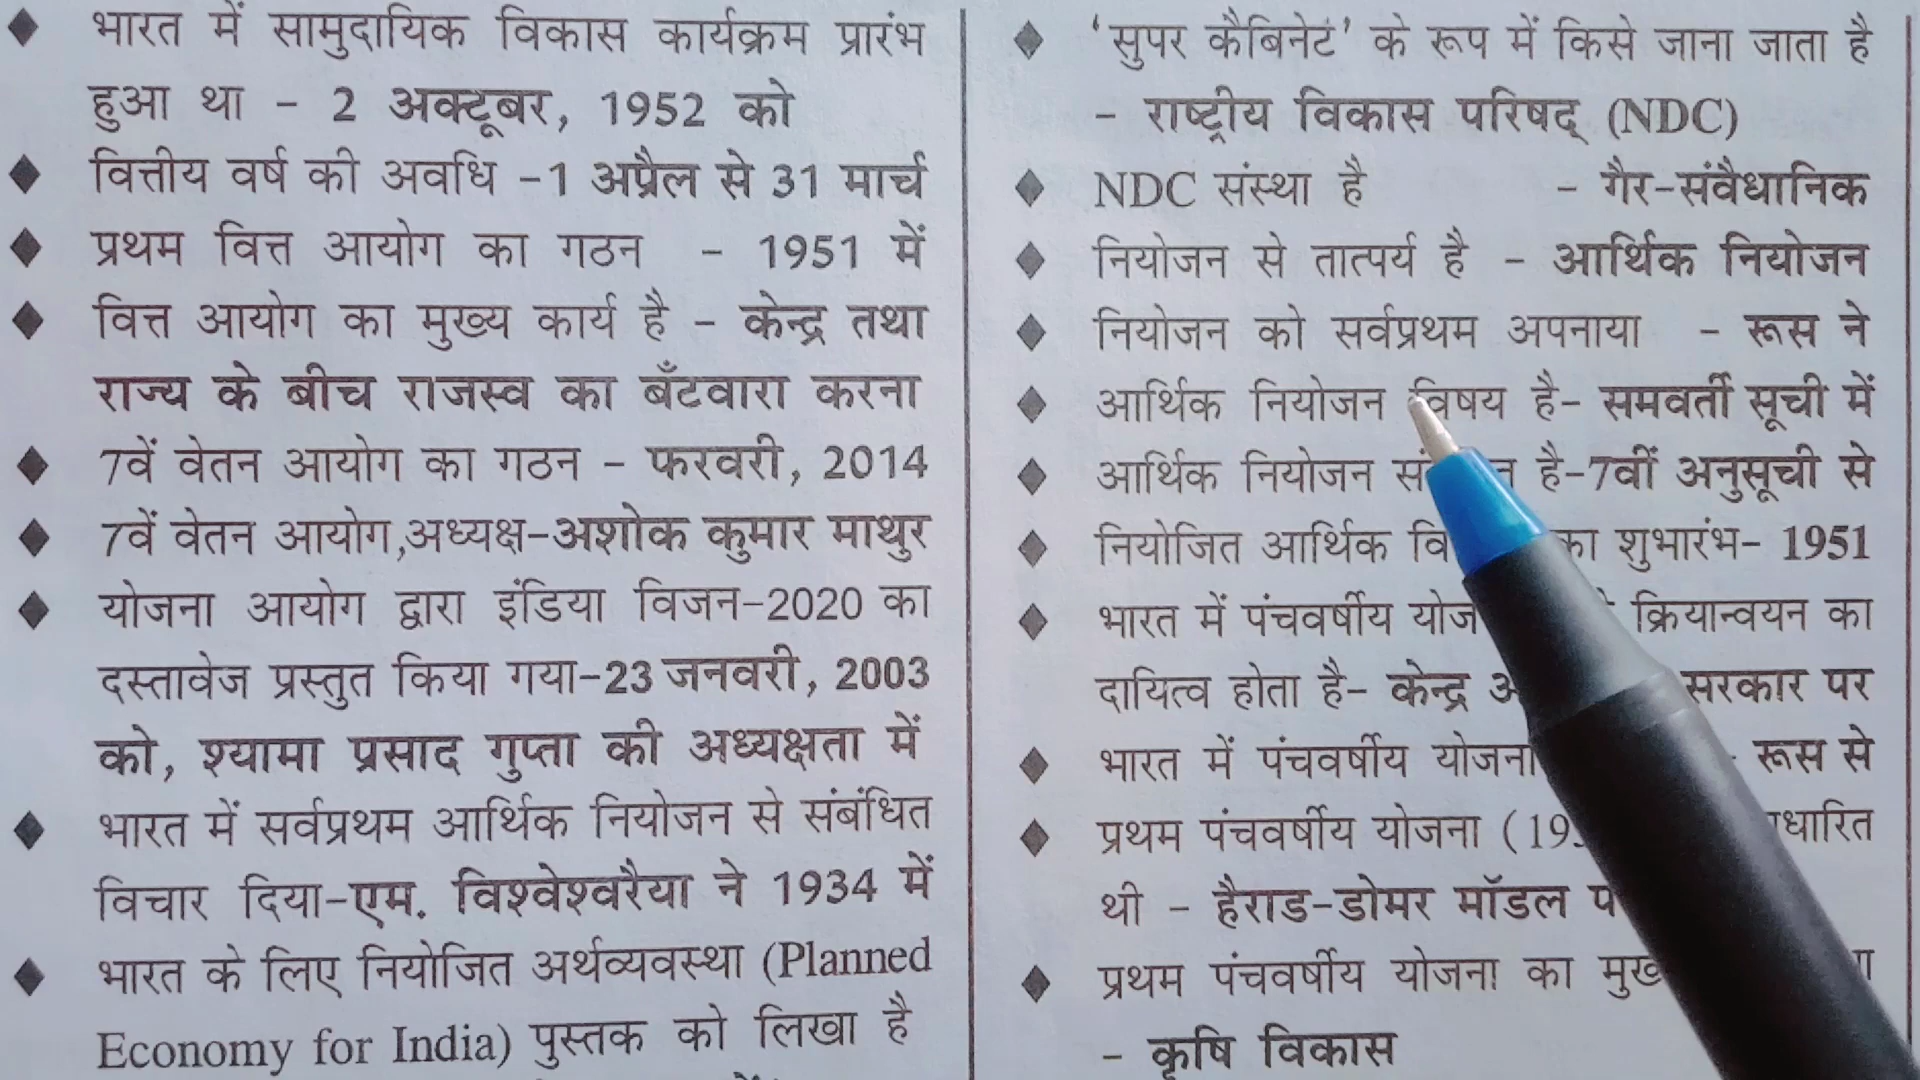 भारत में सामुदायिक विकास कार्यक्रम प्रारंभ
हुआ था - 2 अक्टूबर, 1952 को
वित्तीय वर्ष की अवधि -1 अप्रैल से 31 मार्च
प्रथम वित्त आयोग का गठन - 1951 में
वित्त आयोग का मुख्य कार्य है - केन्द्र तथा
राज्य के बीच राजस्व का बँटवारा करना
7वें वेतन आयोग का गठन - फरवरी, 2014
7वें वेतन आयोग,अध्यक्ष-अशोक कुमार माथुर
योजना आयोग द्वारा इंडिया विजन-2020 का
दस्तावेज प्रस्तुत किया गया-23 जनवरी, 2003
को, श्यामा प्रसाद गुप्ता की अध्यक्षता में
भारत में सर्वप्रथम आर्थिक नियोजन से संबंधित
विचार दिया-एम. विश्वेश्वरैया ने 1934 में
भारत के लिए नियोजित अर्थव्यवस्था (Planned
Economy for India) पुस्तक को लिखा है
'सुपर कैबिनेट' के रूप में किसे जाना जाता है
- राष्ट्रीय विकास परिषद् (NDC)
NDC संस्था है - गैर-संवैधानिक
नियोजन से तात्पर्य है - आर्थिक नियोजन
नियोजन को सर्वप्रथम अपनाया - रूस ने
आर्थिक नियोजन विषय है- समवर्ती सूची में
आर्थिक नियोजन है-7वीं अनुसूची से
नियोजित आर्थिक का शुभारंभ- 1951
भारत में पंचवर्षीय क्रियान्वयन का
दायित्व होता है- केन्द्र सरकार पर
भारत में पंचवर्षीय योजना - रूस से
प्रथम पंचवर्षीय योजना
थी - हैराड-डोमर मॉडल
प्रथम पंचवर्षीय योजना का
- कृषि विकास